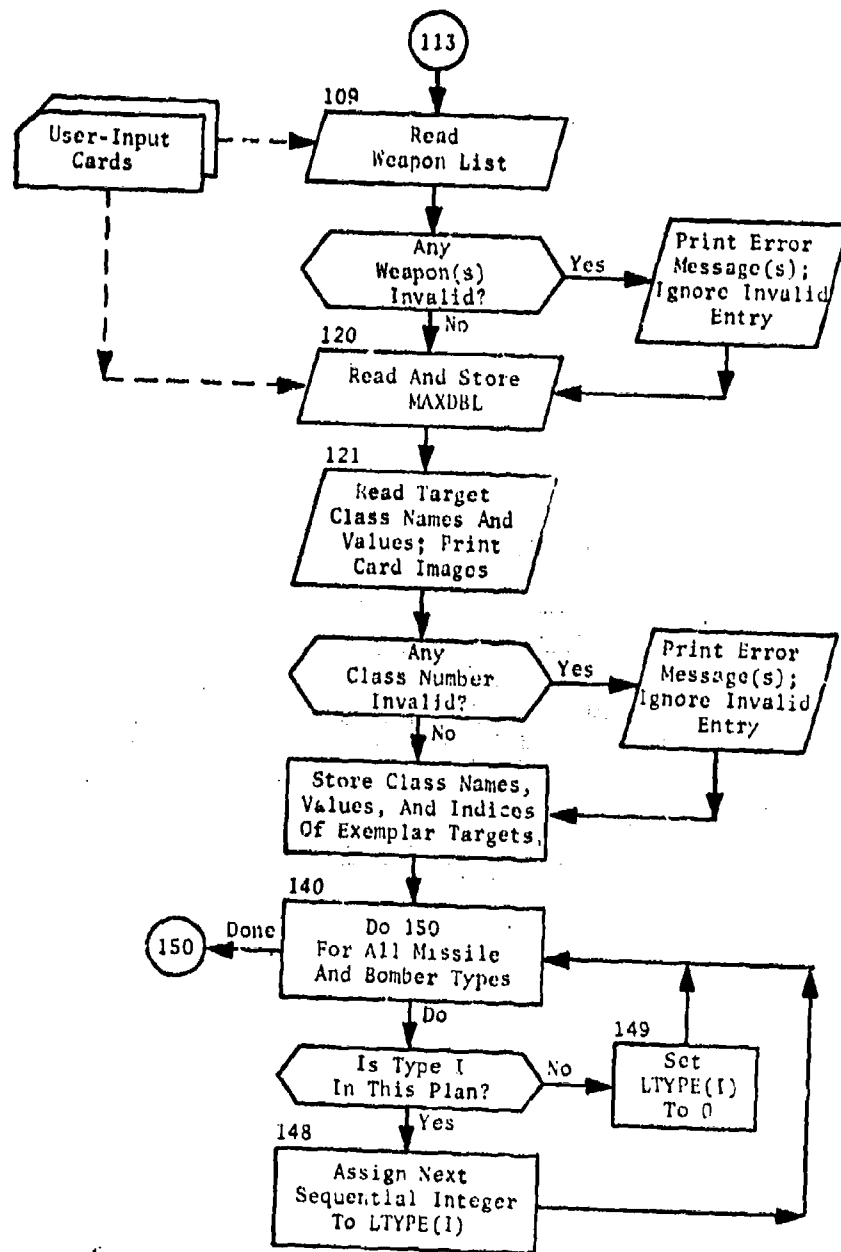 113
109
User-Input
Cards
Read
Weapon List
Any
Weapon(s)
Invalid?
Yes
Print Error
Message(s);
Ignore Invalid
Entry
No
120
Read And Store
MAXDBL
121
Read Target
Class Names And
Values; Print
Card Images
Any
Class Number
Invalid?
Yes
Print Error
Message(s);
Ignore Invalid
Entry
No
Store Class Names,
Values, And Indices
Of Exemplar Targets
140
150
Done
Do 150
For All Missile
And Bomber Types
Do
Is Type I
In This Plan?
No
149
Set
LTYPE(I)
To 0
Yes
148
Assign Next
Sequential Integer
To LTYPE(I)